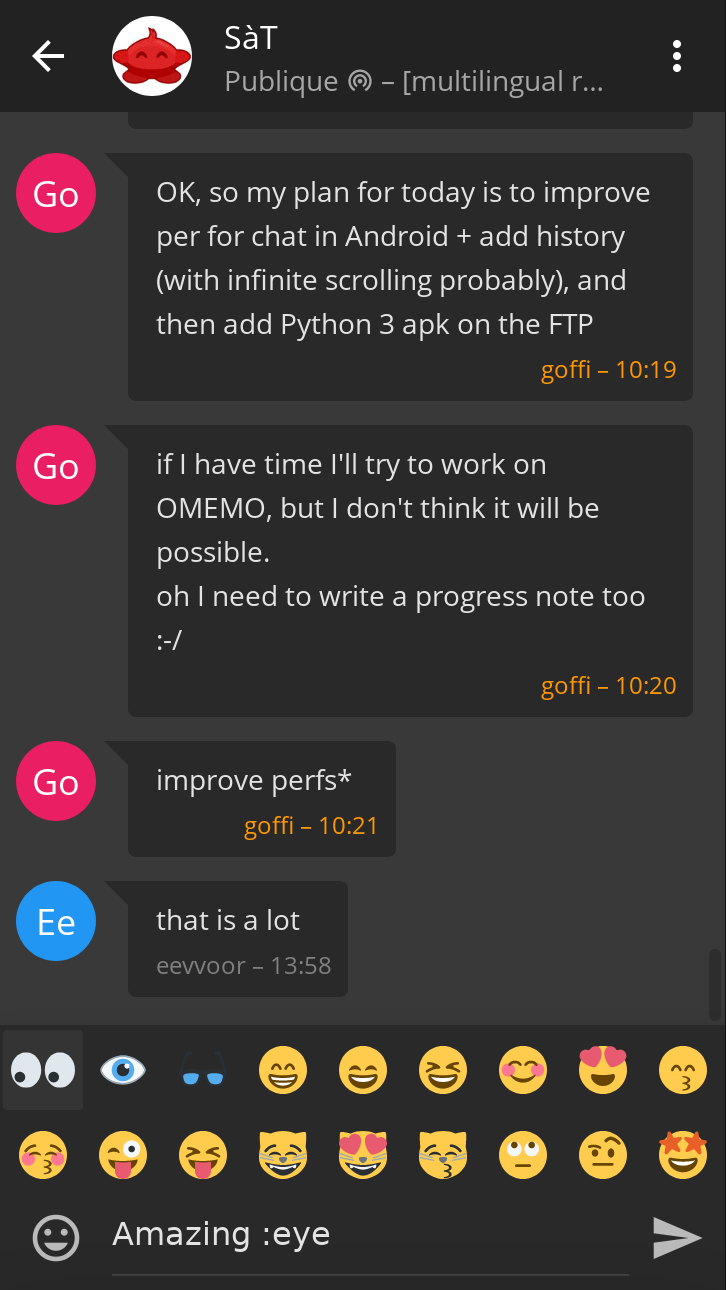 SàT
Publique – [multilingual r...
Go
OK, so my plan for today is to improve
per for chat in Android + add history
(with infinite scrolling probably), and
then add Python 3 apk on the FTP
goffi – 10:19
Go
if I have time I'll try to work on
OMEMO, but I don't think it will be
possible.
oh I need to write a progress note too
:-/
goffi – 10:20
Go
improve perfs*
goffi – 10:21
Ee
that is a lot
eevvoor – 13:58
Amazing :eye